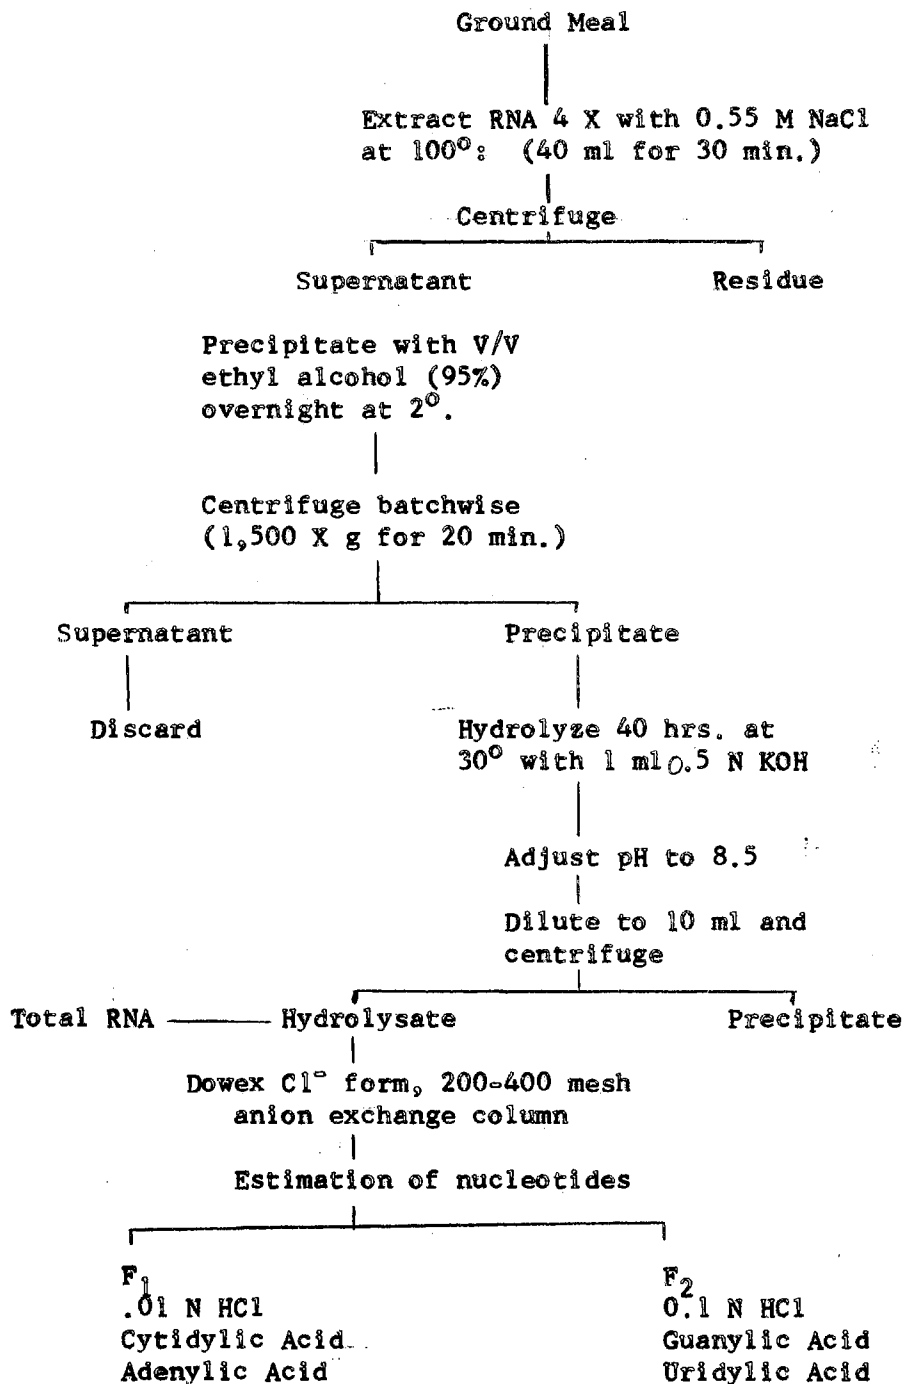 Ground Meal
Extract RNA 4 X with 0.55 M NaCl
at 100°: (40 ml for 30 min.)
Centrifuge
Supernatant
Residue
Precipitate with V/V
ethyl alcohol (95%)
overnight at 2°.
Centrifuge batchwise
(1,500 X g for 20 min.)
Supernatant
Precipitate
Discard
Hydrolyze 40 hrs. at
30° with 1 ml 0.5 N KOH
Adjust pH to 8.5
Dilute to 10 ml and
centrifuge
Total RNA
Hydrolysate
Precipitate
Dowex Cl⁻ form, 200-400 mesh
anion exchange column
Estimation of nucleotides
F₁
.01 N HCl
Cytidylic Acid
Adenylic Acid
F₂
0.1 N HCl
Guanylic Acid
Uridylic Acid